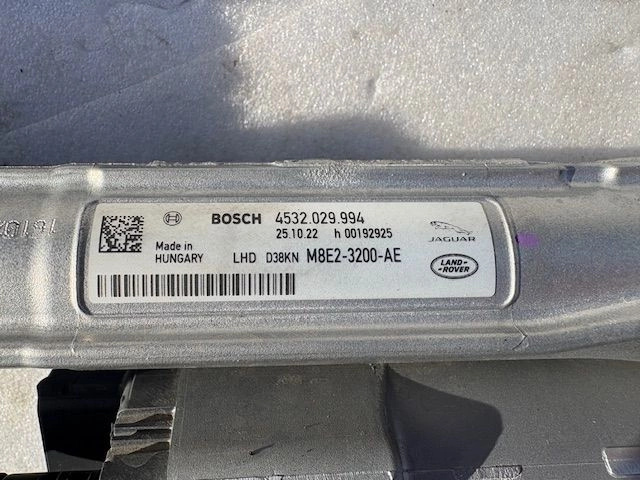 BOSCH 4532.029.994
25.10.22 h 00192925
Made in
HUNGARY
LHD D38KN M8E2-3200-AE
JAGUAR
LAND-
-ROVER